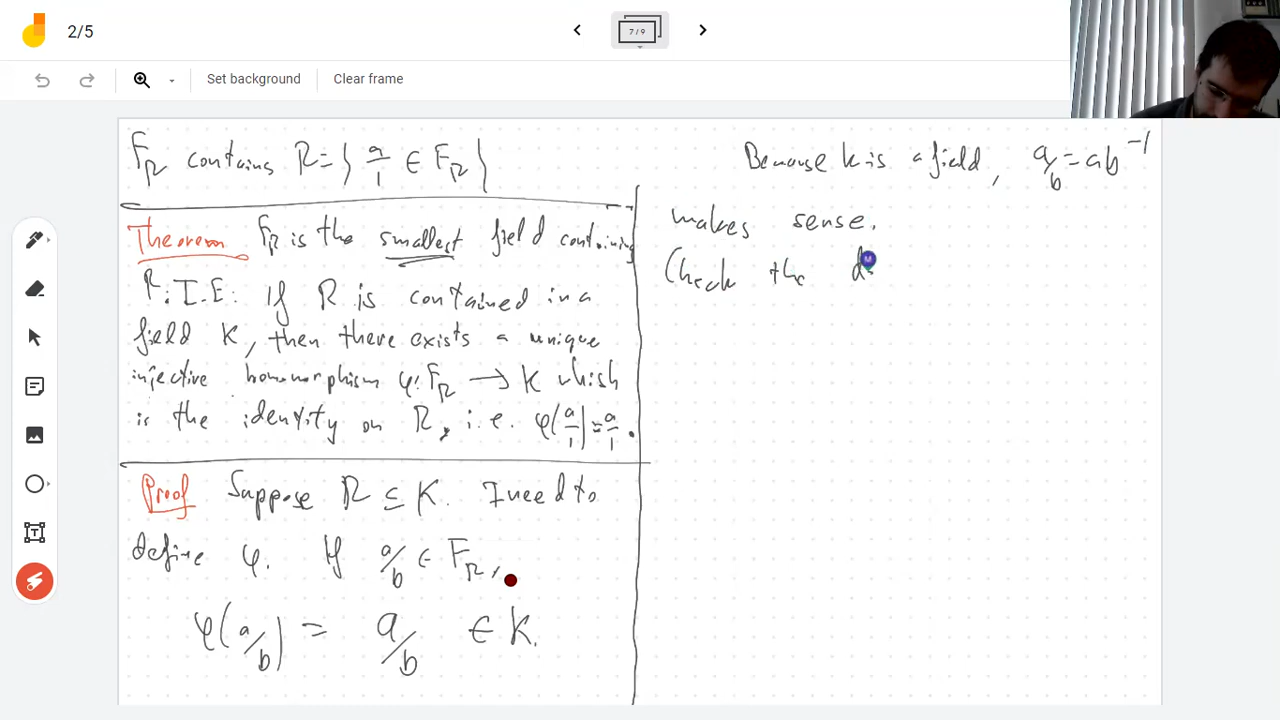 2/5
7/9
Set background
Clear frame
F_R contains R = { a/1 ∈ F_R }
Theorem F_R is the smallest field containing
R. I.E: If R is contained in a
field K, then there exists a unique
injective homomorphism φ: F_R → K which
is the identity on R, i.e. φ(a/1) = a/1.
Proof Suppose R ⊆ K. I need to
define φ. If a/b ∈ F_R,
φ(a/b) = a/b ∈ K.
Because k is a field, a/b = ab^-1
makes sense.
Check the